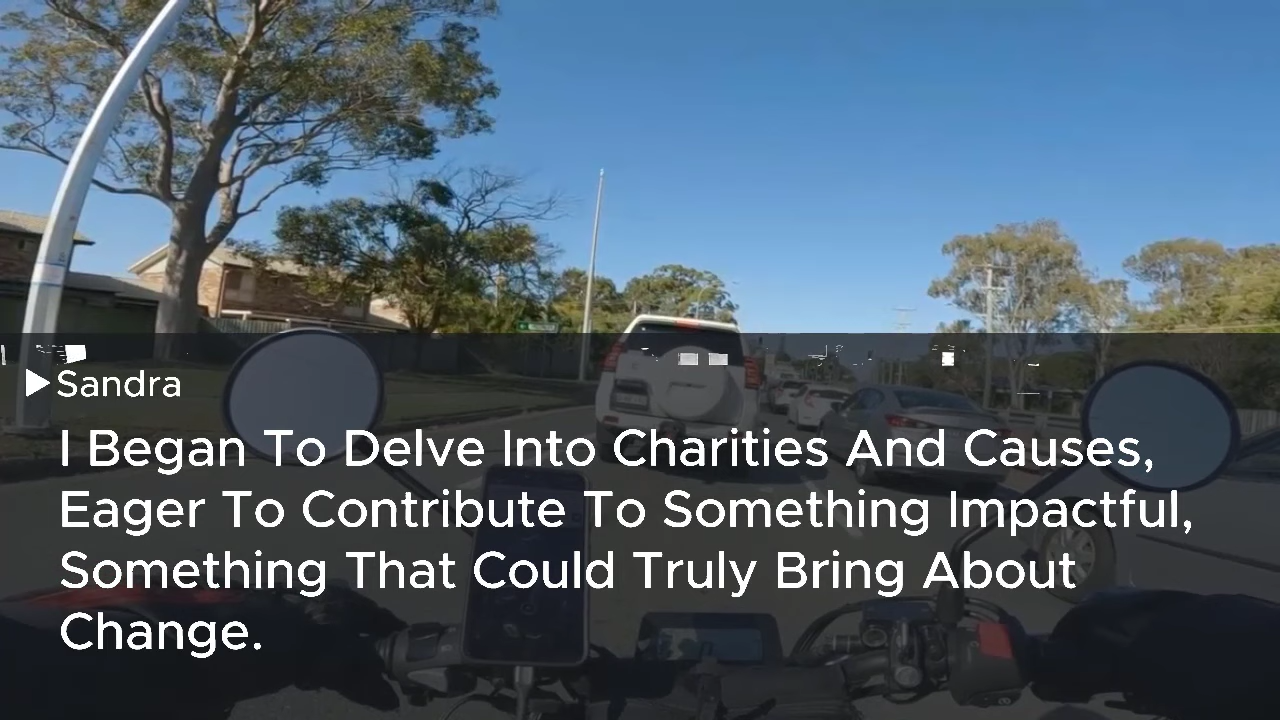 Sandra
I Began To Delve Into Charities And Causes,
Eager To Contribute To Something Impactful,
Something That Could Truly Bring About
Change.